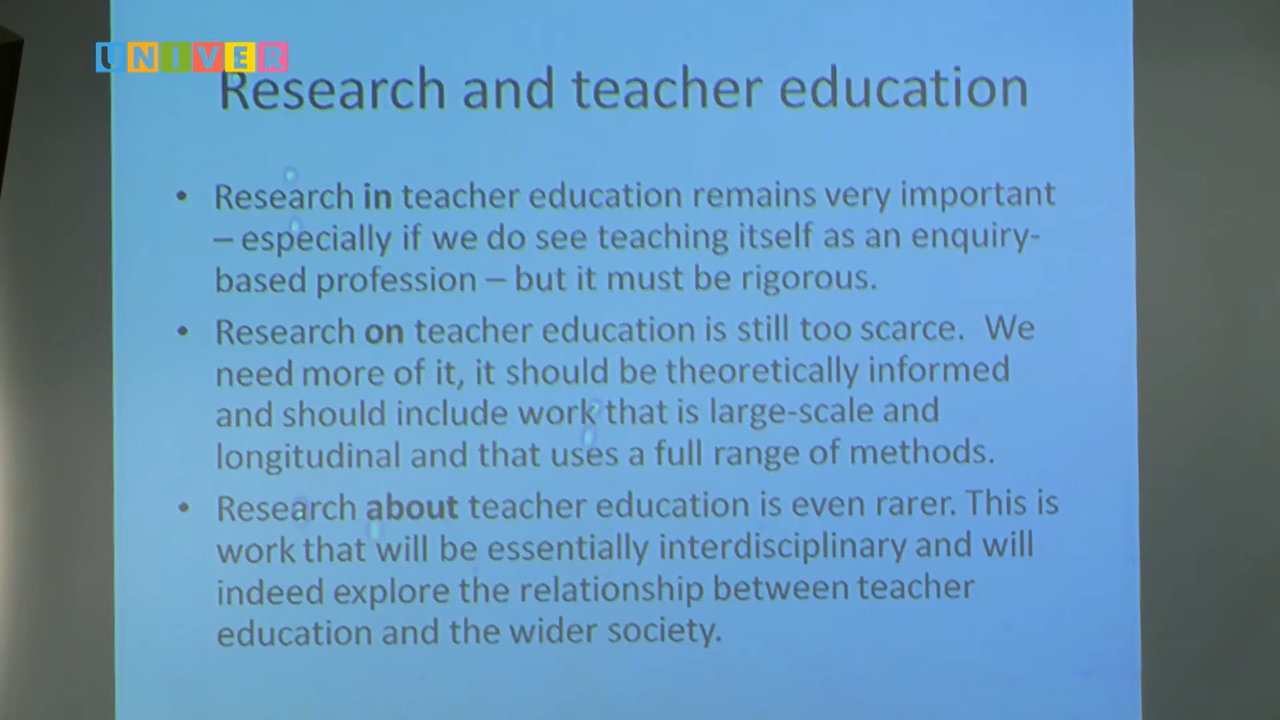 UNIVER
Research and teacher education
• Research in teacher education remains very important
– especially if we do see teaching itself as an enquiry-
based profession – but it must be rigorous.
• Research on teacher education is still too scarce.  We
need more of it, it should be theoretically informed
and should include work that is large-scale and
longitudinal and that uses a full range of methods.
• Research about teacher education is even rarer. This is
work that will be essentially interdisciplinary and will
indeed explore the relationship between teacher
education and the wider society.